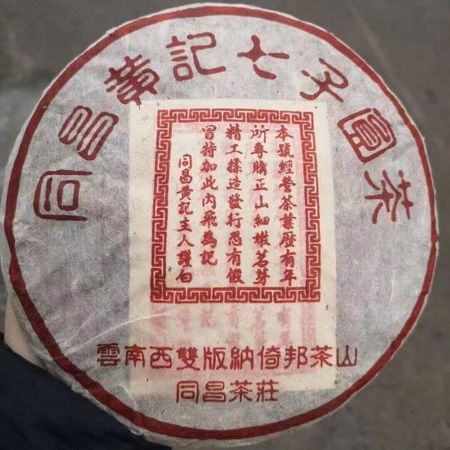 同昌黃記七子圓茶
本號經營茶業歷有年
所專購正山細嫩茗芽
精工揉造發行恐有假
冒特加此內飛為記
同昌黃記主人謹白
雲南西雙版納倚邦茶山
同昌茶莊